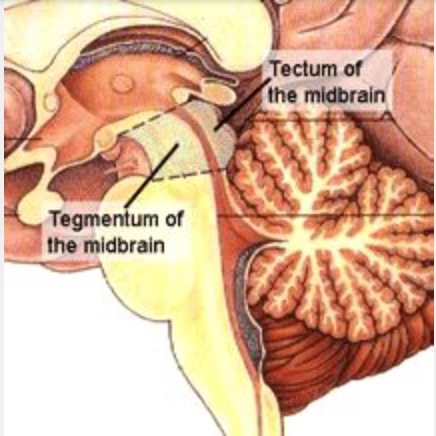 Tectum of
the midbrain
Tegmentum of
the midbrain